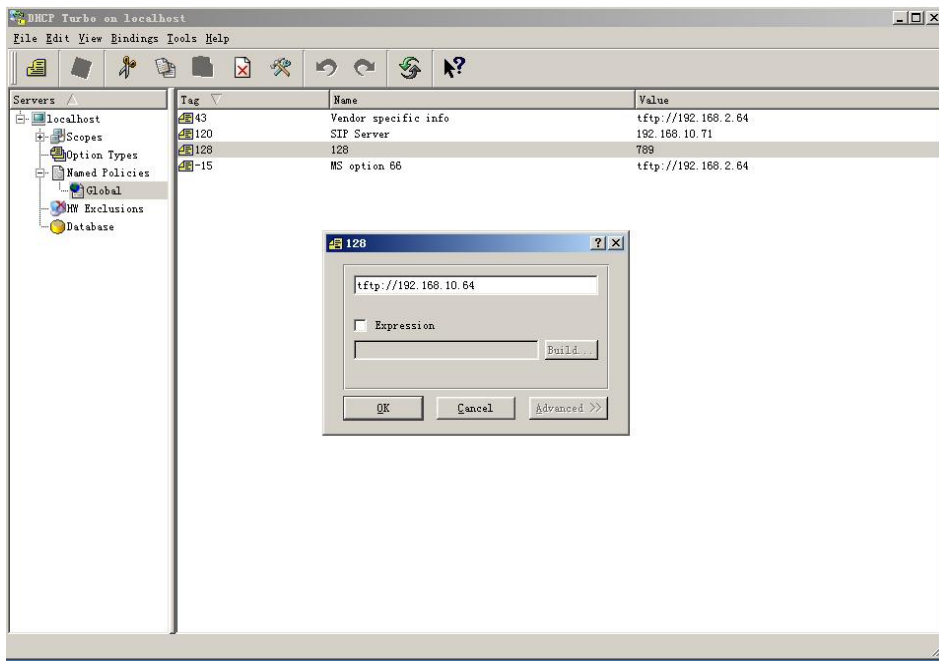 DHCP Turbo on localhost
File Edit View Bindings Tools Help
Servers
Tag Name Value
localhost
Scopes
Option Types
Named Policies
Global
HW Exclusions
Database
43 Vendor specific info tftp://192.168.2.64
120 SIP Server 192.168.10.71
128 128 789
-15 MS option 66 tftp://192.168.2.64
128
tftp://192.168.10.64
Expression
Build...
OK Cancel Advanced >>